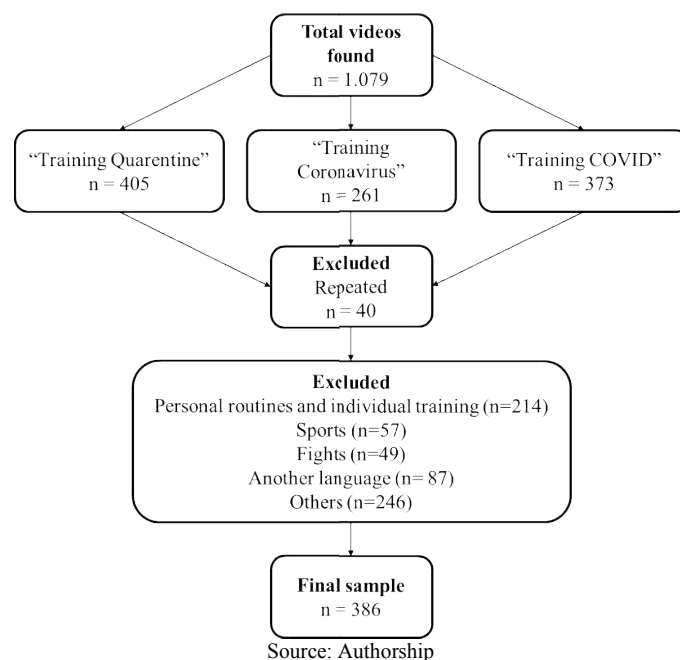 Total videos
found
n = 1.079
“Training Quarentine”
n = 405
“Training
Coronavirus”
n = 261
“Training COVID”
n = 373
Excluded
Repeated
n = 40
Excluded
Personal routines and individual training (n=214)
Sports (n=57)
Fights (n=49)
Another language (n= 87)
Others (n=246)
Final sample
n = 386
Source: Authorship